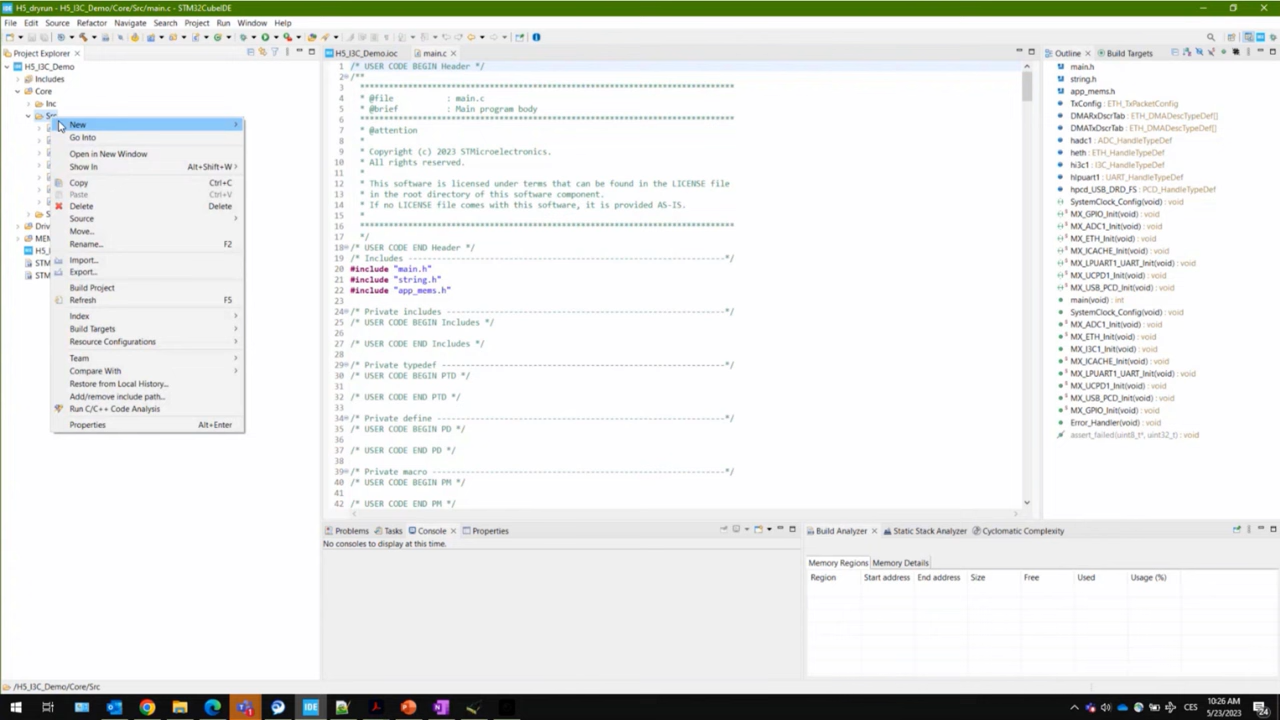 H5_dryrun - H5_I3C_Demo/Core/Src/main.c - STM32CubeIDE
File Edit Source Refactor Navigate Search Project Run Window Help
Project Explorer
H5_I3C_Demo
Includes
Core
Inc
New
Go Into
Open in New Window
Show In Alt+Shift+W
Copy Ctrl+C
Paste Ctrl+V
Delete Delete
Source
Move...
Rename... F2
Import...
Export...
Build Project
Refresh F5
Index
Build Targets
Resource Configurations
Team
Compare With
Restore from Local History...
Add/remove include path...
Run C/C++ Code Analysis
Properties Alt+Enter
H5_I3C_Demo.ioc main.c
1 /* USER CODE BEGIN Header */
2 /**
3 ******************************************************************************
4 * @file : main.c
5 * @brief : Main program body
6 ******************************************************************************
7 * @attention
8 *
9 * Copyright (c) 2023 STMicroelectronics.
10 * All rights reserved.
11 *
12 * This software is licensed under terms that can be found in the LICENSE file
13 * in the root directory of this software component.
14 * If no LICENSE file comes with this software, it is provided AS-IS.
15 *
16 ******************************************************************************
17 */
18 /* USER CODE END Header */
19 /* Includes ------------------------------------------------------------------*/
20 #include "main.h"
21 #include "string.h"
22 #include "app_mems.h"
23
24 /* Private includes ----------------------------------------------------------*/
25 /* USER CODE BEGIN Includes */
26
27 /* USER CODE END Includes */
28
29 /* Private typedef -----------------------------------------------------------*/
30 /* USER CODE BEGIN PTD */
31
32 /* USER CODE END PTD */
33
34 /* Private define ------------------------------------------------------------*/
35 /* USER CODE BEGIN PD */
36
37 /* USER CODE END PD */
38
39 /* Private macro -------------------------------------------------------------*/
40 /* USER CODE BEGIN PM */
41
42 /* USER CODE END PM */
Outline Build Targets
main.h
string.h
app_mems.h
TxConfig : ETH_TxPacketConfig
DMARxDscrTab : ETH_DMADescTypeDef[]
DMATxDscrTab : ETH_DMADescTypeDef[]
hadc1 : ADC_HandleTypeDef
heth : ETH_HandleTypeDef
hi3c1 : I3C_HandleTypeDef
hlpuart1 : UART_HandleTypeDef
hpcd_USB_DRD_FS : PCD_HandleTypeDef
SystemClock_Config(void) : void
MX_GPIO_Init(void) : void
MX_ADC1_Init(void) : void
MX_ETH_Init(void) : void
MX_ICACHE_Init(void) : void
MX_LPUART1_UART_Init(void) : void
MX_UCPD1_Init(void) : void
MX_USB_PCD_Init(void) : void
main(void) : int
SystemClock_Config(void) : void
MX_ADC1_Init(void) : void
MX_ETH_Init(void) : void
MX_I3C1_Init(void) : void
MX_ICACHE_Init(void) : void
MX_LPUART1_UART_Init(void) : void
MX_UCPD1_Init(void) : void
MX_USB_PCD_Init(void) : void
MX_GPIO_Init(void) : void
Error_Handler(void) : void
assert_failed(uint8_t*, uint32_t) : void
Problems Tasks Console Properties
No consoles to display at this time.
Build Analyzer Static Stack Analyzer Cyclomatic Complexity
Memory Regions Memory Details
Region Start address End address Size Free Used Usage (%)
/H5_I3C_Demo/Core/Src
CES
10:26 AM
5/23/2023